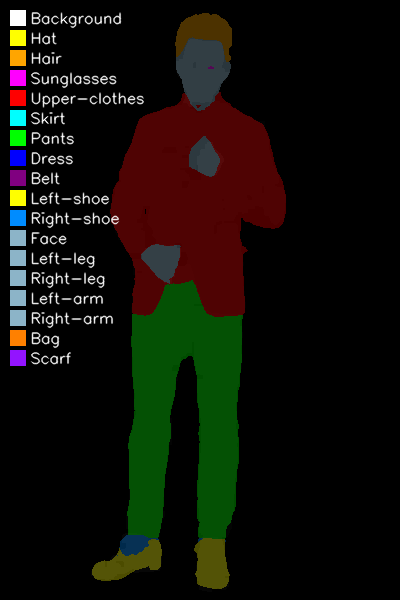 Background
Hat
Hair
Sunglasses
Upper-clothes
Skirt
Pants
Dress
Belt
Left-shoe
Right-shoe
Face
Left-leg
Right-leg
Left-arm
Right-arm
Bag
Scarf